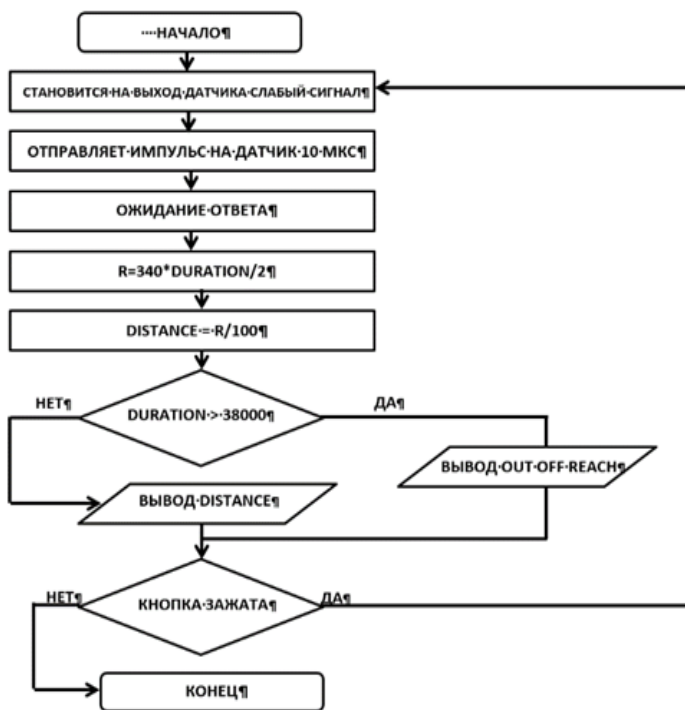 ····НАЧАЛО¶
СТАНОВИТСЯ·НА·ВЫХОД·ДАТЧИКА·СЛАБЫЙ·СИГНАЛ¶
ОТПРАВЛЯЕТ·ИМПУЛЬС·НА·ДАТЧИК·10·МКС¶
ОЖИДАНИЕ·ОТВЕТА¶
R=340*DURATION/2¶
DISTANCE·=·R/100¶
НЕТ¶
DURATION·>·38000¶
ДА¶
ВЫВОД·OUT·OFF·REACH¶
ВЫВОД·DISTANCE¶
НЕТ¶
КНОПКА·ЗАЖАТА¶
ДА¶
КОНЕЦ¶